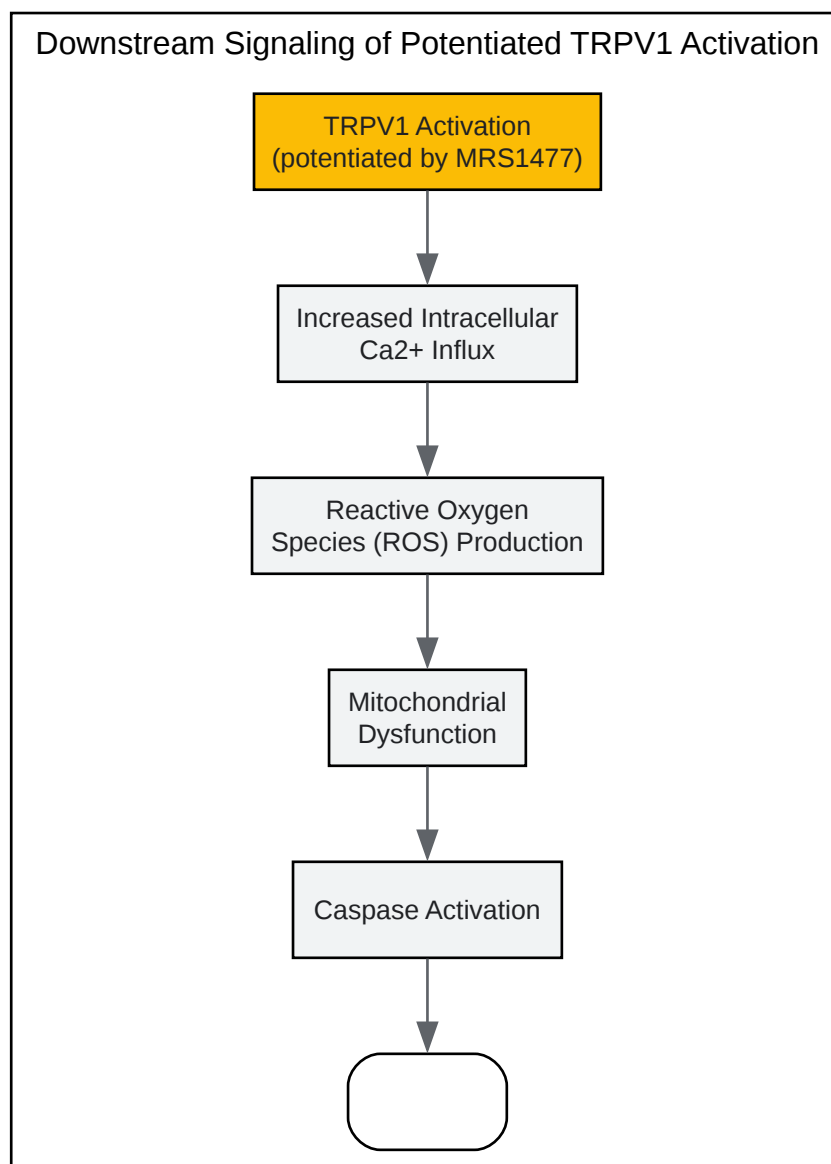 Downstream Signaling of Potentiated TRPV1 Activation
TRPV1 Activation
(potentiated by MRS1477)
Increased Intracellular
Ca2+ Influx
Reactive Oxygen
Species (ROS) Production
Mitochondrial
Dysfunction
Caspase Activation